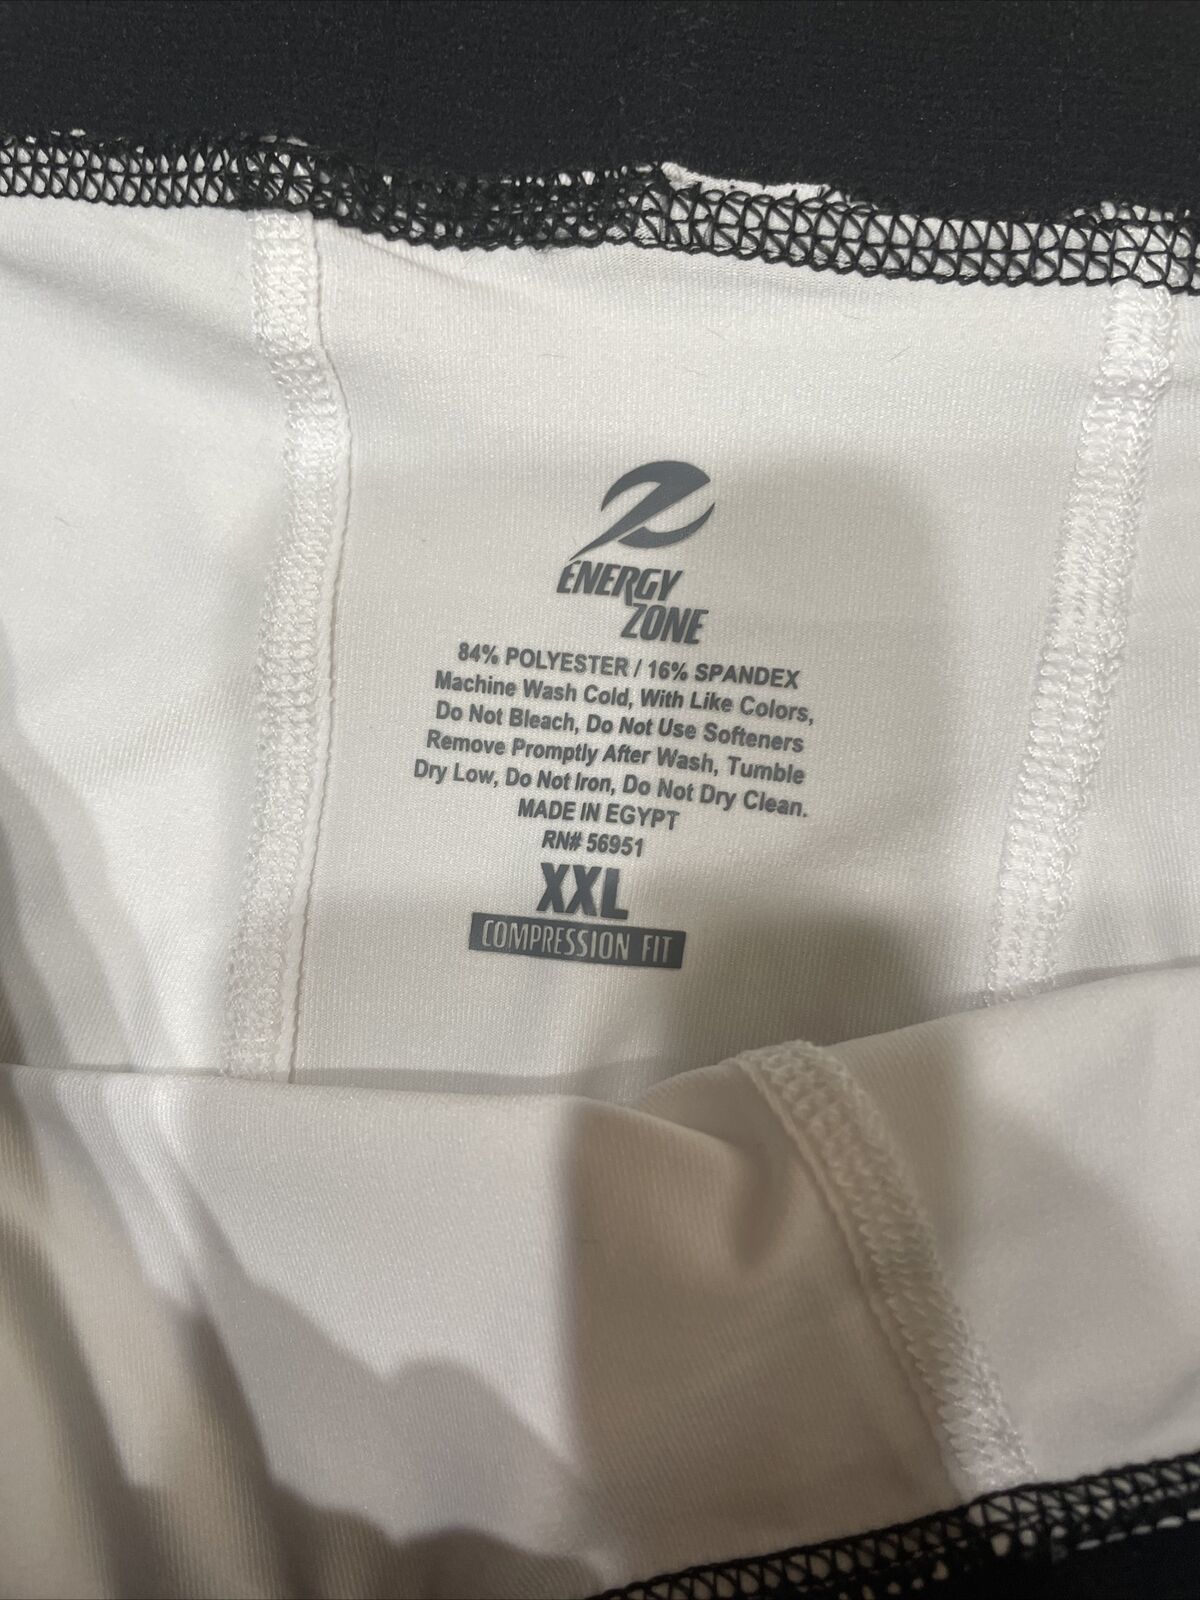 ENERGY
ZONE
84% POLYESTER / 16% SPANDEX
Machine Wash Cold, With Like Colors,
Do Not Bleach, Do Not Use Softeners
Remove Promptly After Wash, Tumble
Dry Low, Do Not Iron, Do Not Dry Clean.
MADE IN EGYPT
RN# 56951
XXL
COMPRESSION FIT